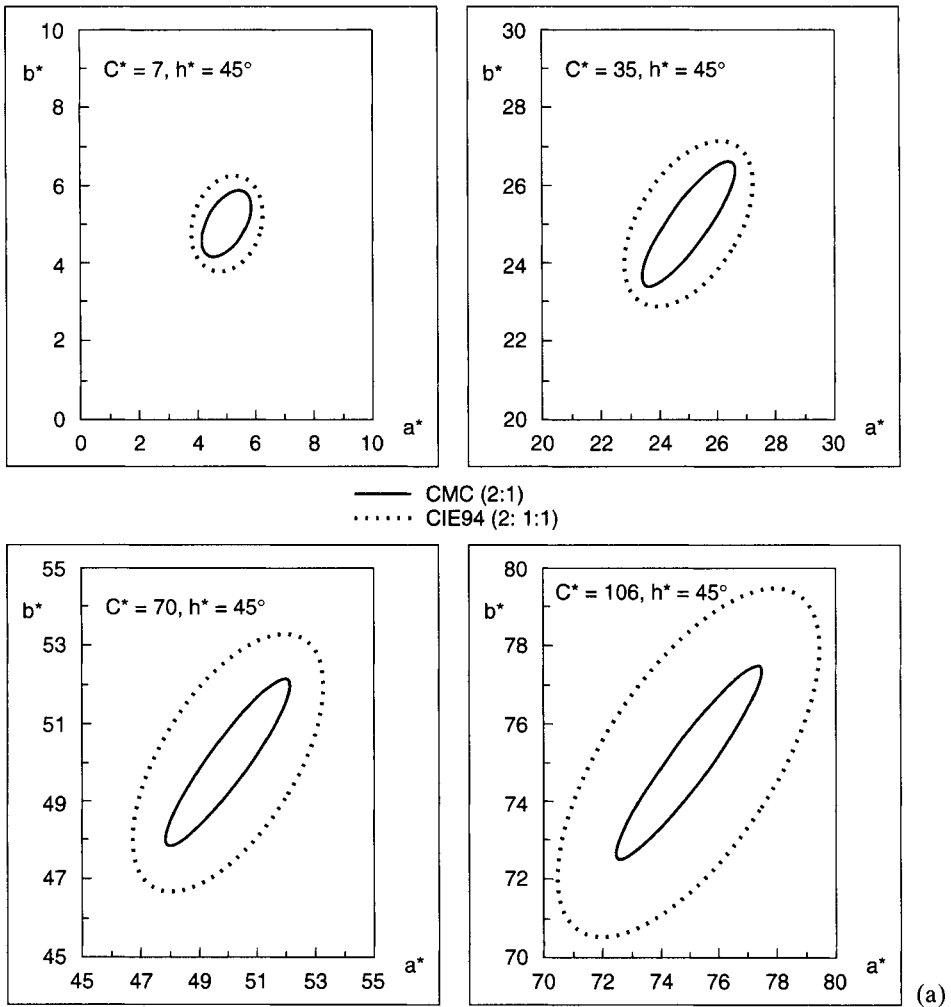 10
b*
C* = 7, h* = 45°
8
6
4
2
0
0 2 4 6 8 10
a*
30
b*
C* = 35, h* = 45°
28
26
24
22
20
20 22 24 26 28 30
a*
CMC (2:1)
CIE94 (2: 1:1)
55
b*
C* = 70, h* = 45°
53
51
49
47
45
45 47 49 51 53 55
a*
80
b*
C* = 106, h* = 45°
78
76
74
72
70
70 72 74 76 78 80
a*
(a)